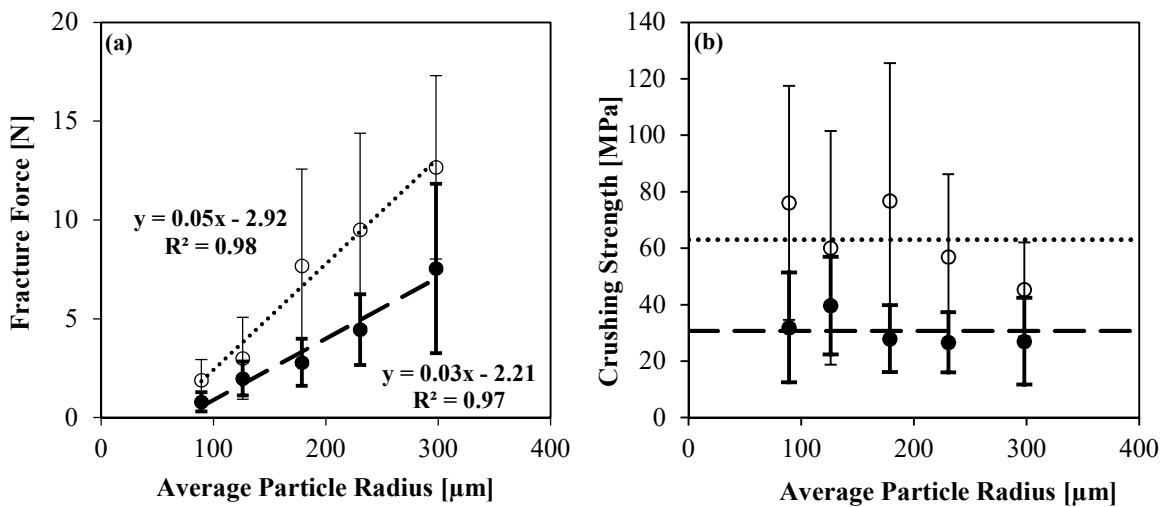 (a)
Fracture Force [N]
20
15
10
5
0
y = 0.05x - 2.92
R² = 0.98
y = 0.03x - 2.21
R² = 0.97
0 100 200 300 400
Average Particle Radius [µm]
(b)
Crushing Strength [MPa]
140
120
100
80
60
40
20
0
0 100 200 300 400
Average Particle Radius [µm]